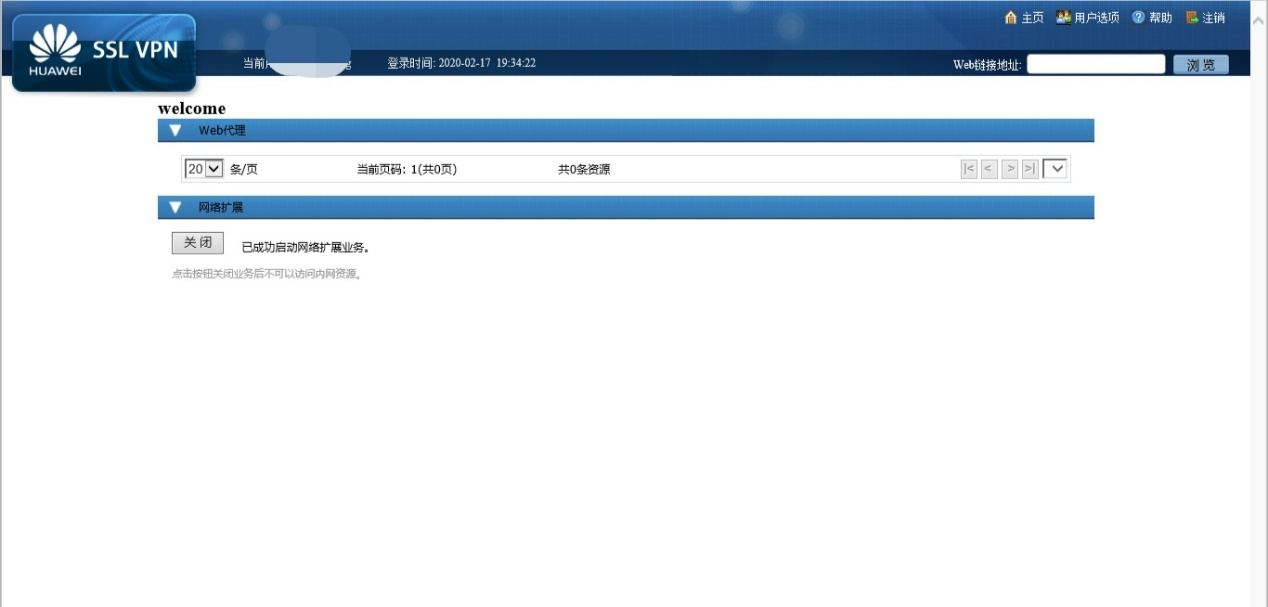 主页 用户选项 帮助 注销
HUAWEI SSL VPN
当前 登录时间: 2020-02-17 19:34:22 Web链接地址: 浏 览
welcome
Web代理
20 条/页 当前页码: 1(共0页) 共0条资源 |< < > >|
网络扩展
关 闭 已成功启动网络扩展业务。
点击按钮关闭业务后不可以访问内网资源。